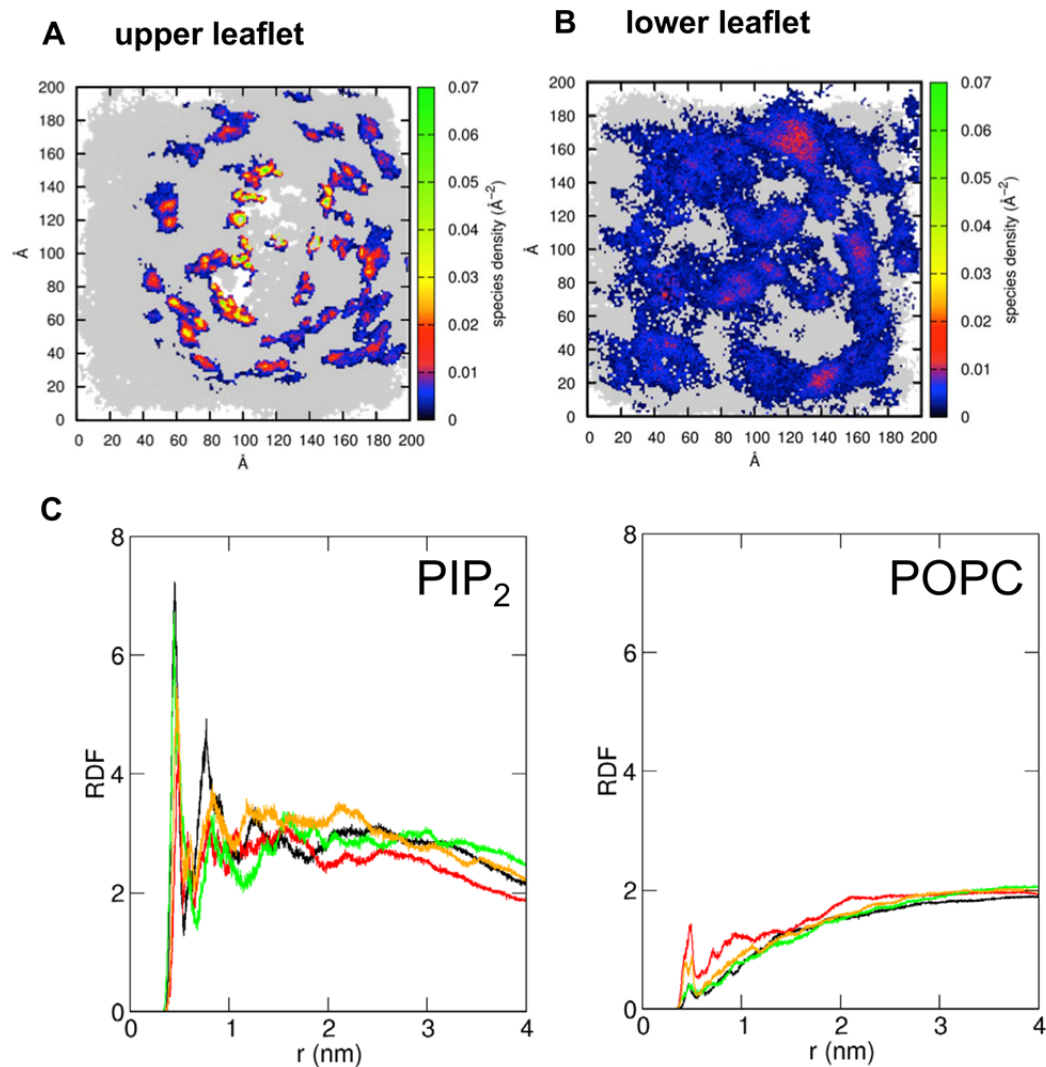 A upper leaflet
B lower leaflet
200
180
160
140
120
100
80
60
40
20
0
Å
0 20 40 60 80 100 120 140 160 180 200
Å
0.07
0.06
0.05
0.04
0.03
0.02
0.01
0
species density (Å⁻²)
200
180
160
140
120
100
80
60
40
20
0
Å
0 20 40 60 80 100 120 140 160 180 200
Å
0.07
0.06
0.05
0.04
0.03
0.02
0.01
0
species density (Å⁻²)
C
PIP₂
8
6
4
2
0
RDF
0 1 2 3 4
r (nm)
POPC
8
6
4
2
0
RDF
0 1 2 3 4
r (nm)